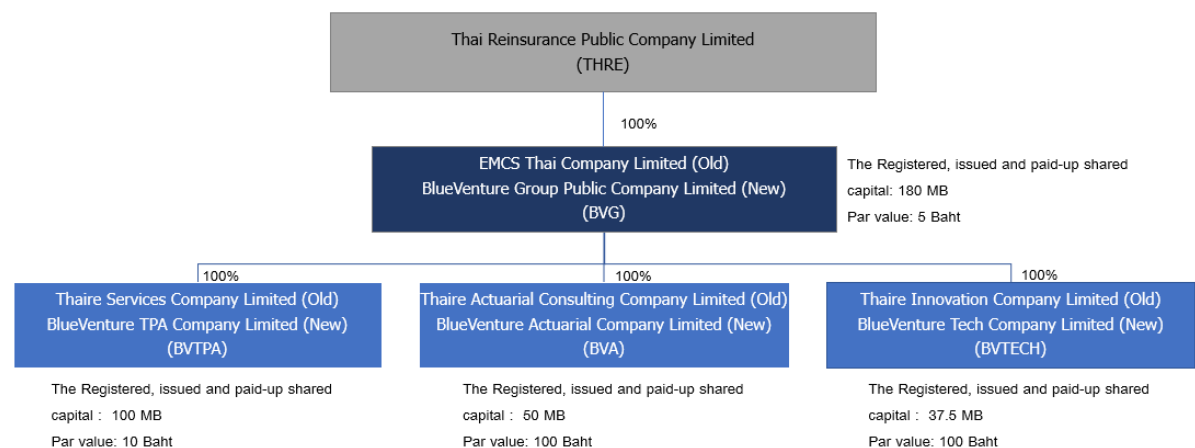 Thai Reinsurance Public Company Limited
(THRE)
100%
EMCS Thai Company Limited (Old)
BlueVenture Group Public Company Limited (New)
(BVG)
The Registered, issued and paid-up shared
capital: 180 MB
Par value: 5 Baht
100%
Thaire Services Company Limited (Old)
BlueVenture TPA Company Limited (New)
(BVTPA)
The Registered, issued and paid-up shared
capital : 100 MB
Par value: 10 Baht
100%
Thaire Actuarial Consulting Company Limited (Old)
BlueVenture Actuarial Company Limited (New)
(BVA)
The Registered, issued and paid-up shared
capital : 50 MB
Par value: 100 Baht
100%
Thaire Innovation Company Limited (Old)
BlueVenture Tech Company Limited (New)
(BVTECH)
The Registered, issued and paid-up shared
capital : 37.5 MB
Par value: 100 Baht